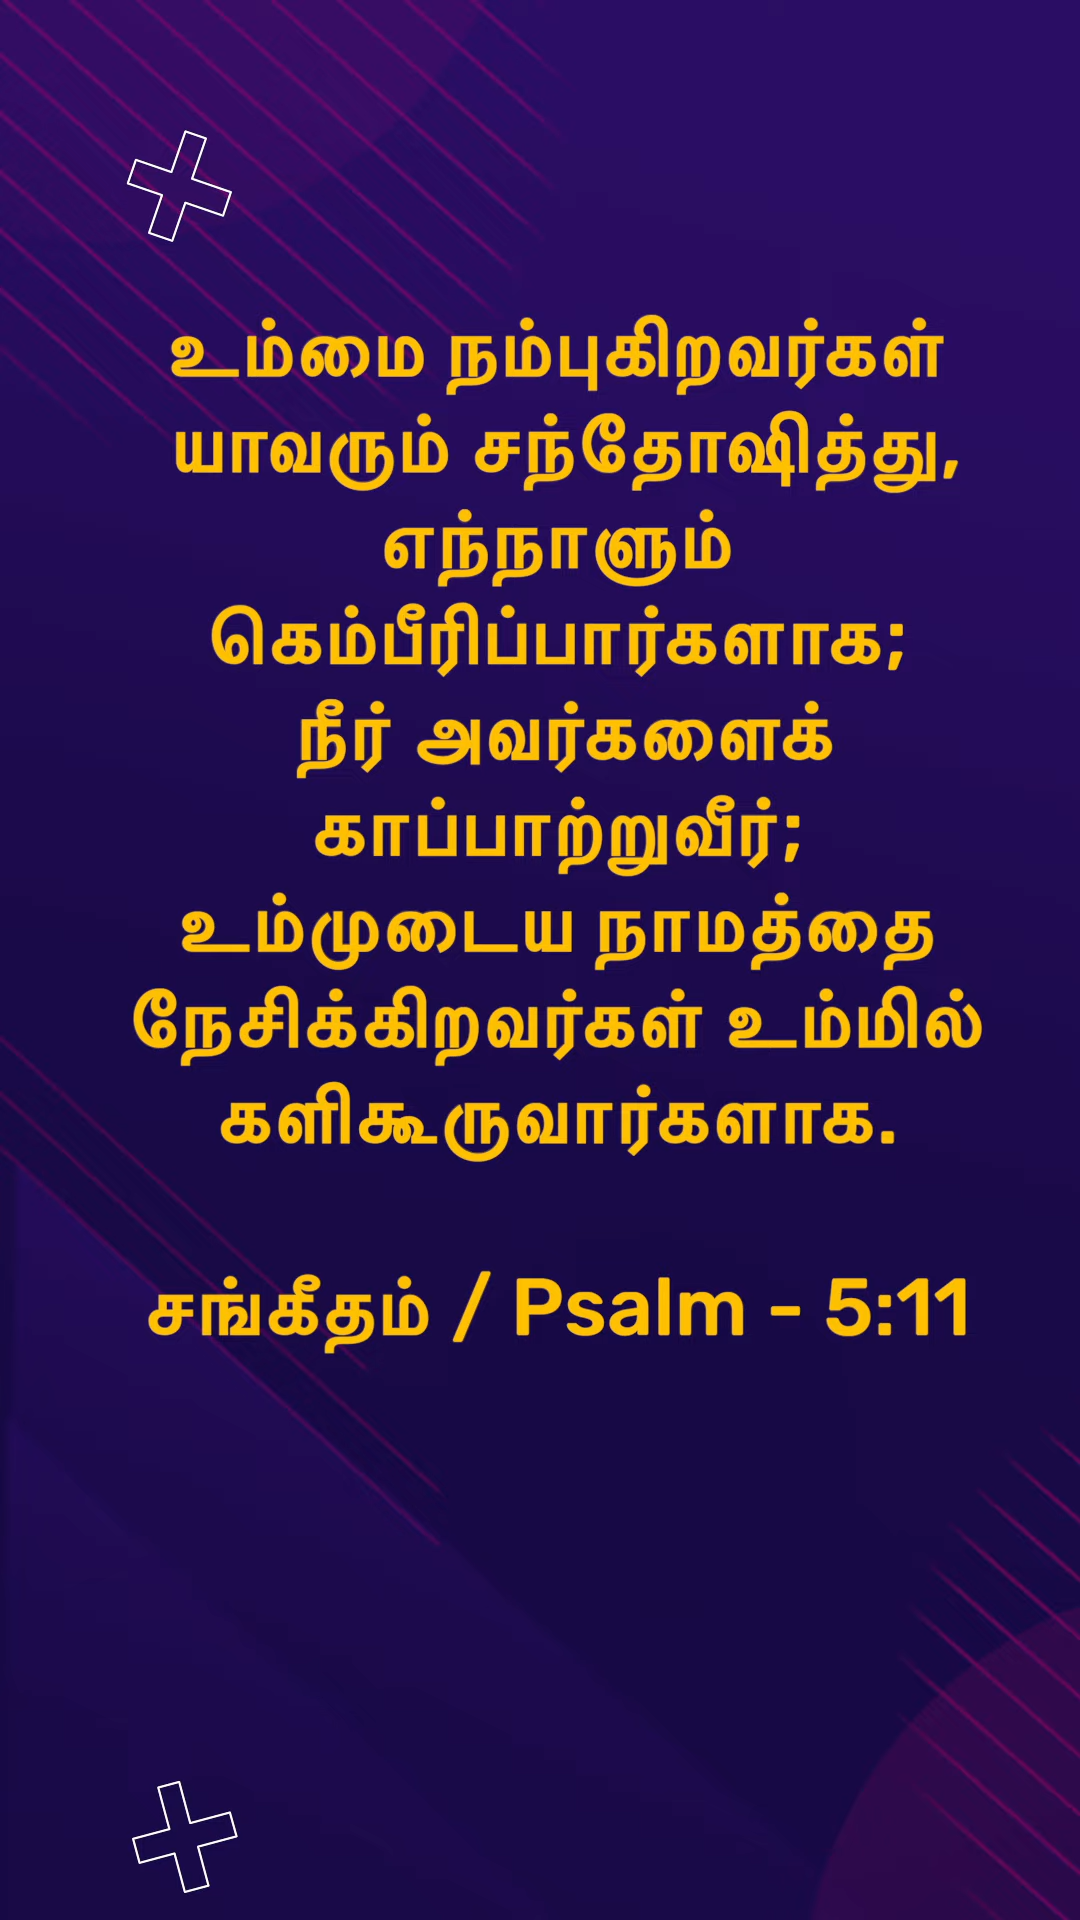 உம்மை நம்புகிறவர்கள்
யாவரும் சந்தோஷித்து,
எந்நாளும்
கெம்பீரிப்பார்களாக;
நீர் அவர்களைக்
காப்பாற்றுவீர்;
உம்முடைய நாமத்தை
நேசிக்கிறவர்கள் உம்மில்
களிகூருவார்களாக.
சங்கீதம் / Psalm - 5:11